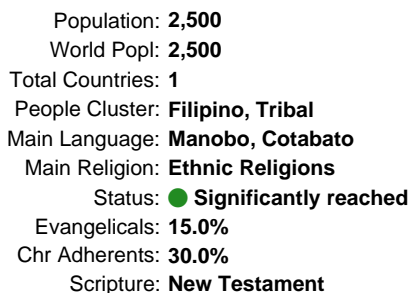 Population: 2,500
World Popl: 2,500
Total Countries: 1
People Cluster: Filipino, Tribal
Main Language: Manobo, Cotabato
Main Religion: Ethnic Religions
Status: Significantly reached
Evangelicals: 15.0%
Chr Adherents: 30.0%
Scripture: New Testament